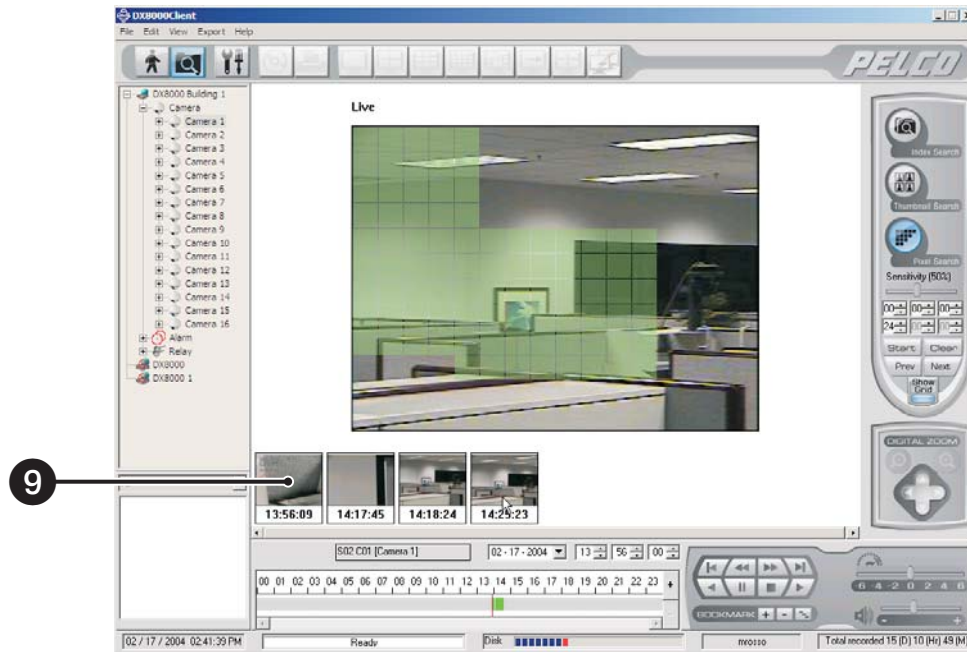 DX8000Client
File Edit View Export Help
PELCO
DX8000 Building 1
Camera
Camera 1
Camera 2
Camera 3
Camera 4
Camera 5
Camera 6
Camera 7
Camera 8
Camera 9
Camera 10
Camera 11
Camera 12
Camera 13
Camera 14
Camera 15
Camera 16
Alarm
Relay
DX8000
DX8000 1
Live
Index Search
Thumbnail Search
Pixel Search
Sensitivity (50%)
00 00 00
24 00 00
Start Clear
Prev Next
Show Grid
DIGITAL ZOOM
9
13:56:09 14:17:45 14:18:24 14:25:23
S02 C01 [Camera 1] 02 - 17 - 2004 13 56 00
00 01 02 03 04 05 06 07 08 09 10 11 12 13 14 15 16 17 18 19 20 21 22 23
-6 -4 -2 0 2 4 6
BOOKMARK + - 
- +
02 / 17 / 2004 02:41:39 PM Ready Disk mrosso Total recorded 15 (D) 10 (Hr) 49 (M